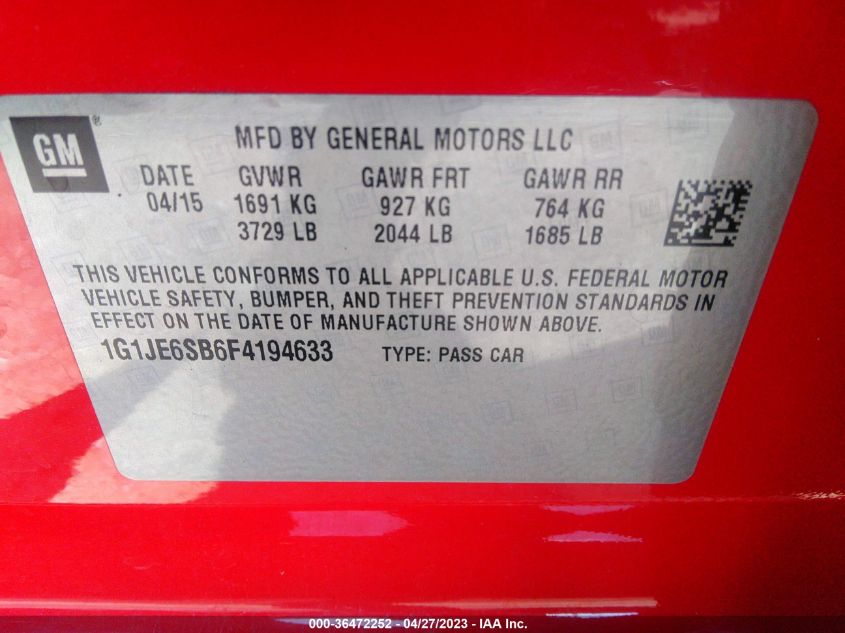 GM®
MFD BY GENERAL MOTORS LLC
DATE GVWR GAWR FRT GAWR RR
04/15 1691 KG 927 KG 764 KG
3729 LB 2044 LB 1685 LB
THIS VEHICLE CONFORMS TO ALL APPLICABLE U.S. FEDERAL MOTOR
VEHICLE SAFETY, BUMPER, AND THEFT PREVENTION STANDARDS IN
EFFECT ON THE DATE OF MANUFACTURE SHOWN ABOVE.
1G1JE6SB6F4194633 TYPE: PASS CAR
000-36472252 - 04/27/2023 - IAA Inc.